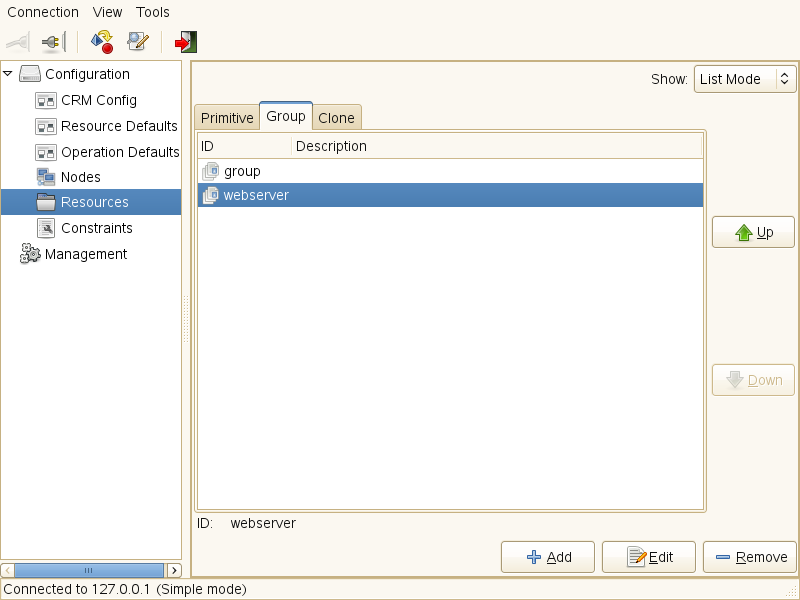 Connection View Tools
Configuration
CRM Config
Resource Defaults
Operation Defaults
Nodes
Resources
Constraints
Management
Show: List Mode
Primitive Group Clone
ID Description
group
webserver
Up
Down
ID: webserver
Add Edit Remove
Connected to 127.0.0.1 (Simple mode)